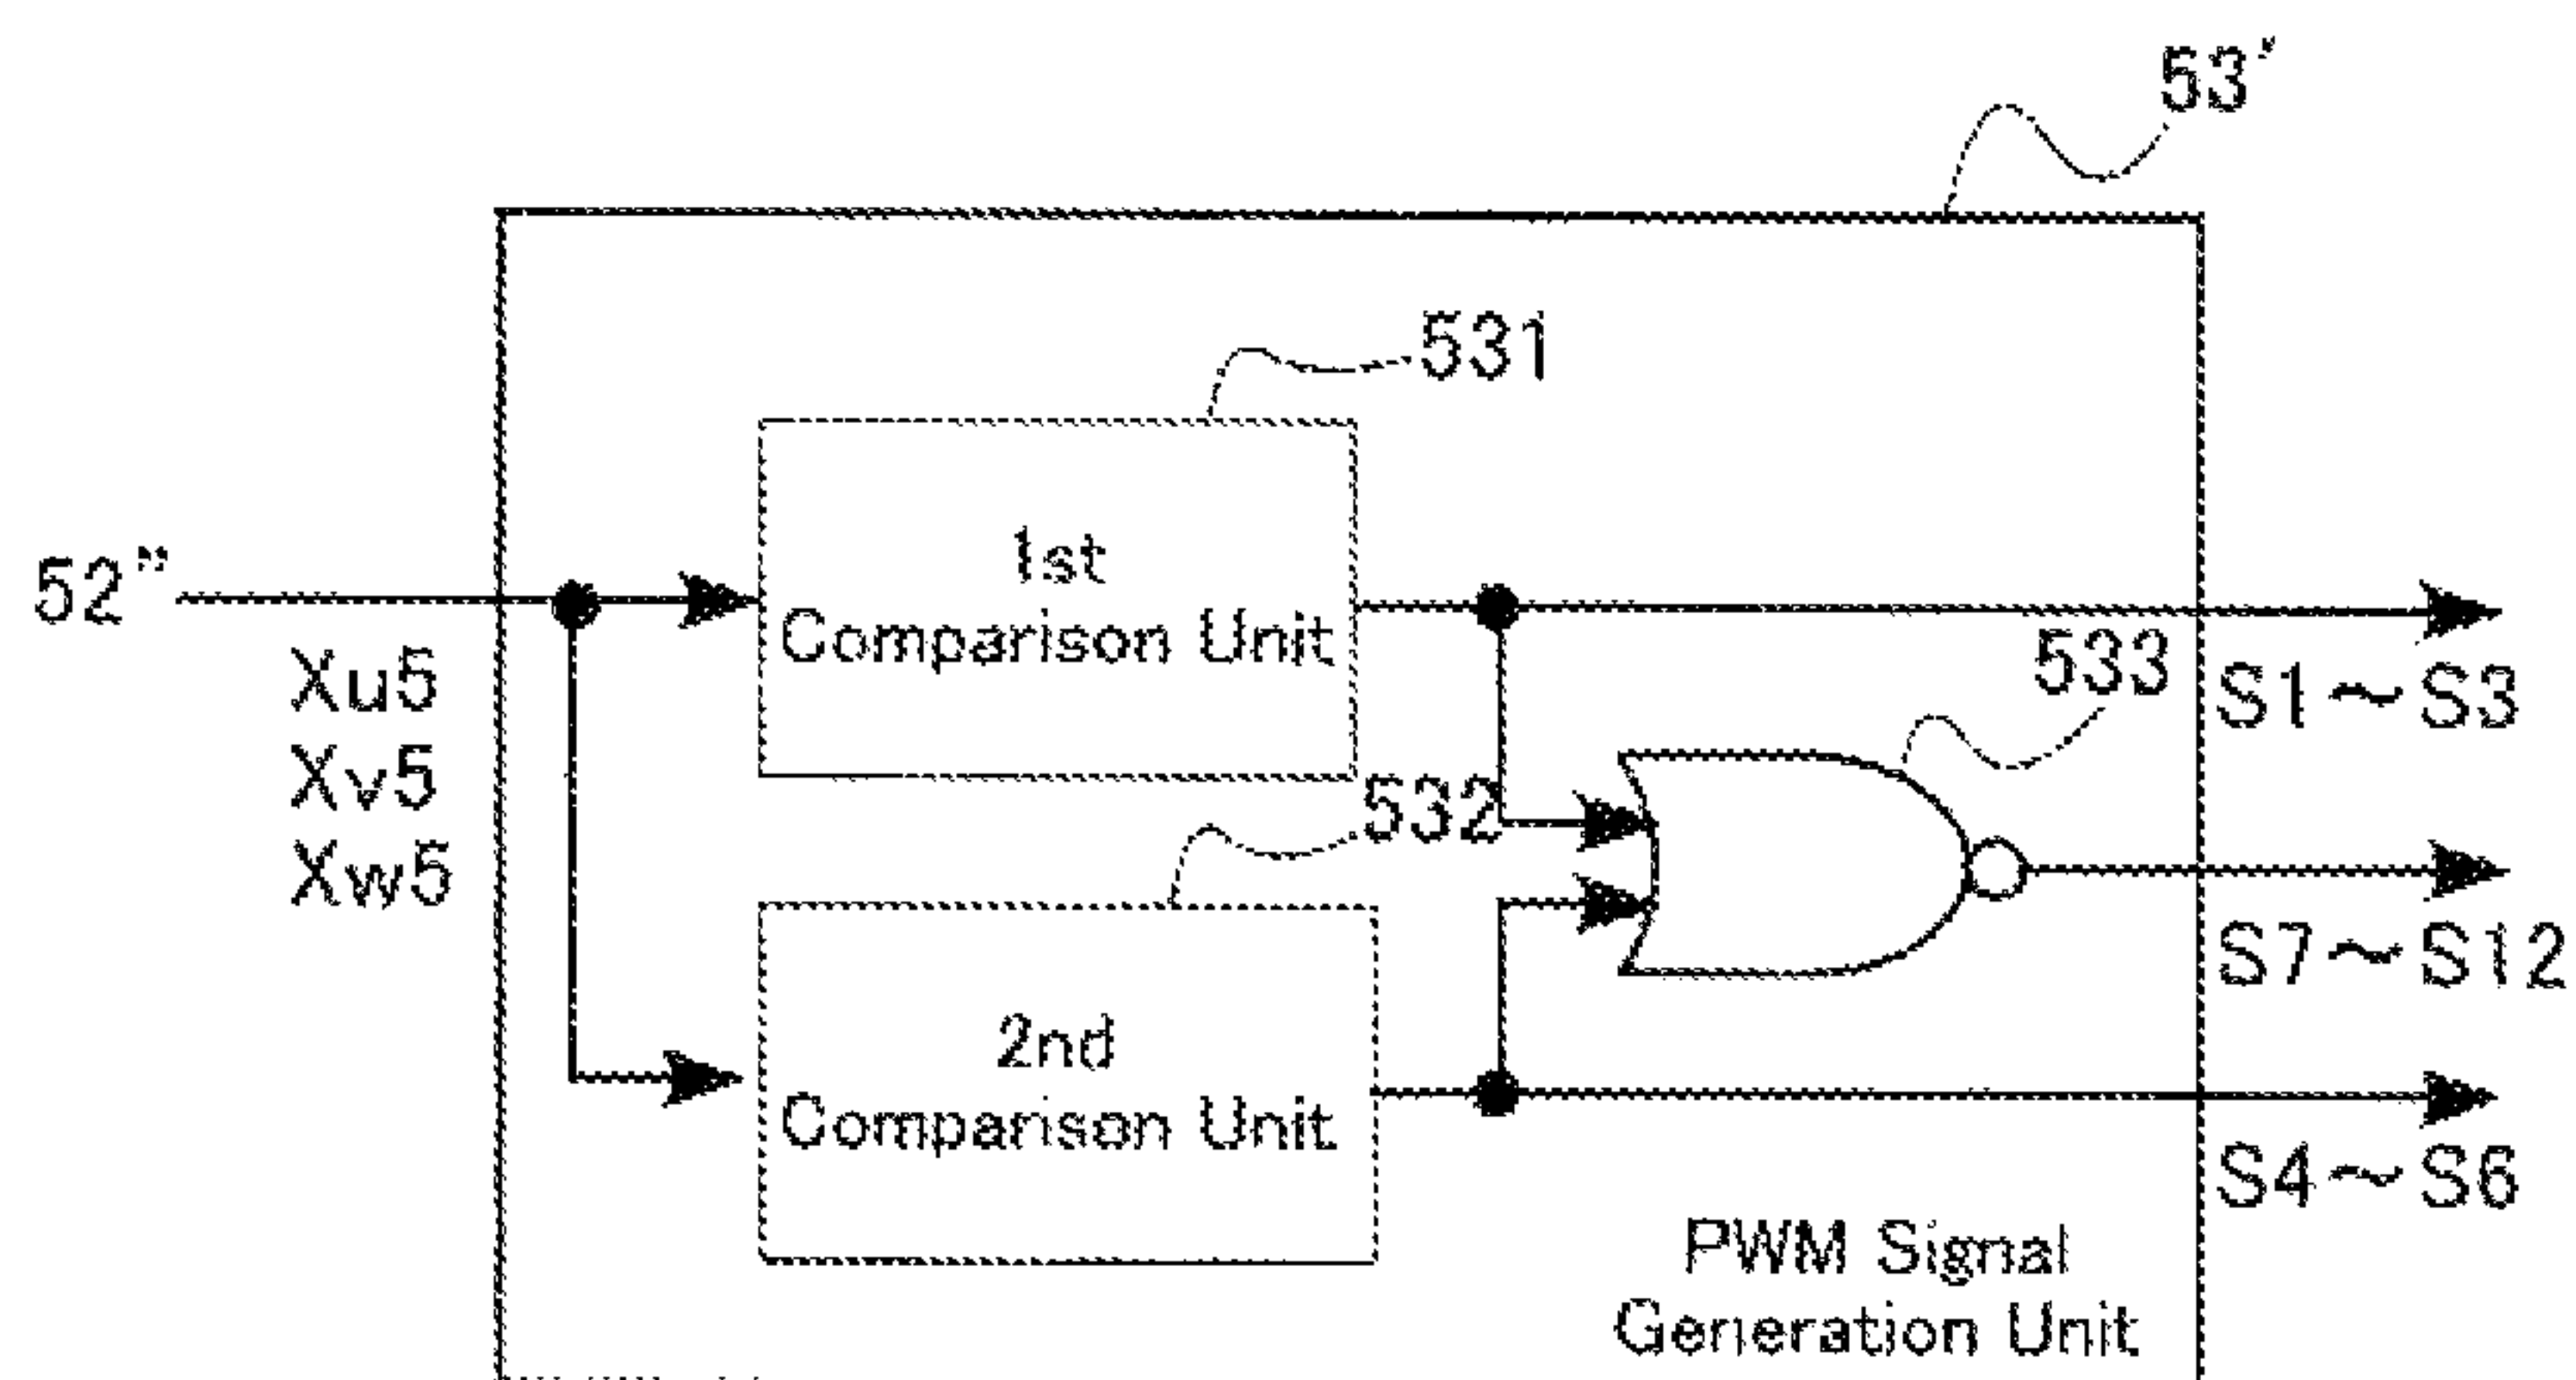 53"
531
1st
Comparison Unit
52"
Xu5
Xv5
Xw5
533
S1~S3
532
S7~S12
2nd
Comparison Unit
S4~S6
PWM Signal
Generation Unit